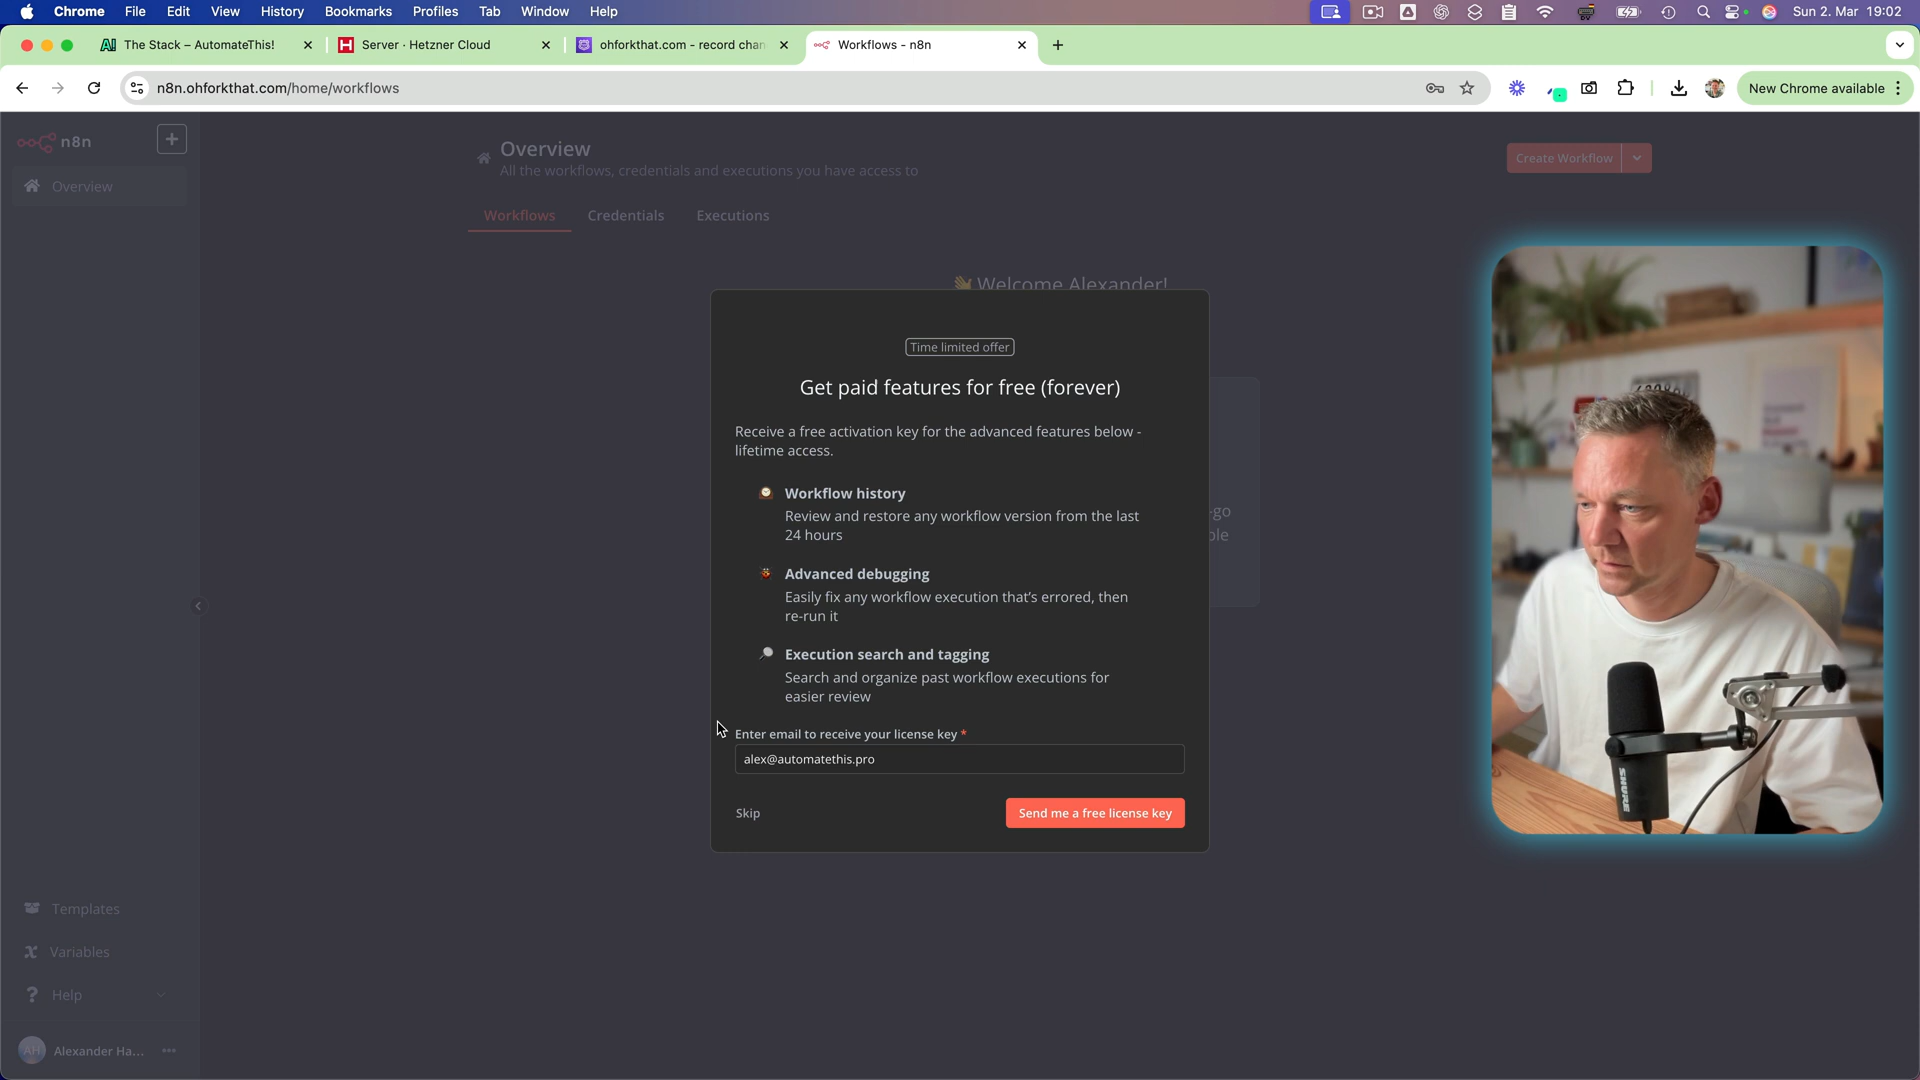 Chrome File Edit View History Bookmarks Profiles Tab Window Help Sun 2. Mar 19:02
The Stack – AutomateThis! Server · Hetzner Cloud ohforkthat.com - record chan Workflows - n8n
n8n.ohforkthat.com/home/workflows New Chrome available
n8n
Overview
Overview
All the workflows, credentials and executions you have access to
Create Workflow
Workflows Credentials Executions
👋 Welcome Alexander!
Time limited offer
Get paid features for free (forever)
Receive a free activation key for the advanced features below -
lifetime access.
Workflow history
Review and restore any workflow version from the last
24 hours
Advanced debugging
Easily fix any workflow execution that's errored, then
re-run it
Execution search and tagging
Search and organize past workflow executions for
easier review
Enter email to receive your license key *
alex@automatethis.pro
Skip
Send me a free license key
Templates
Variables
Help
AH Alexander Ha...
SHURE